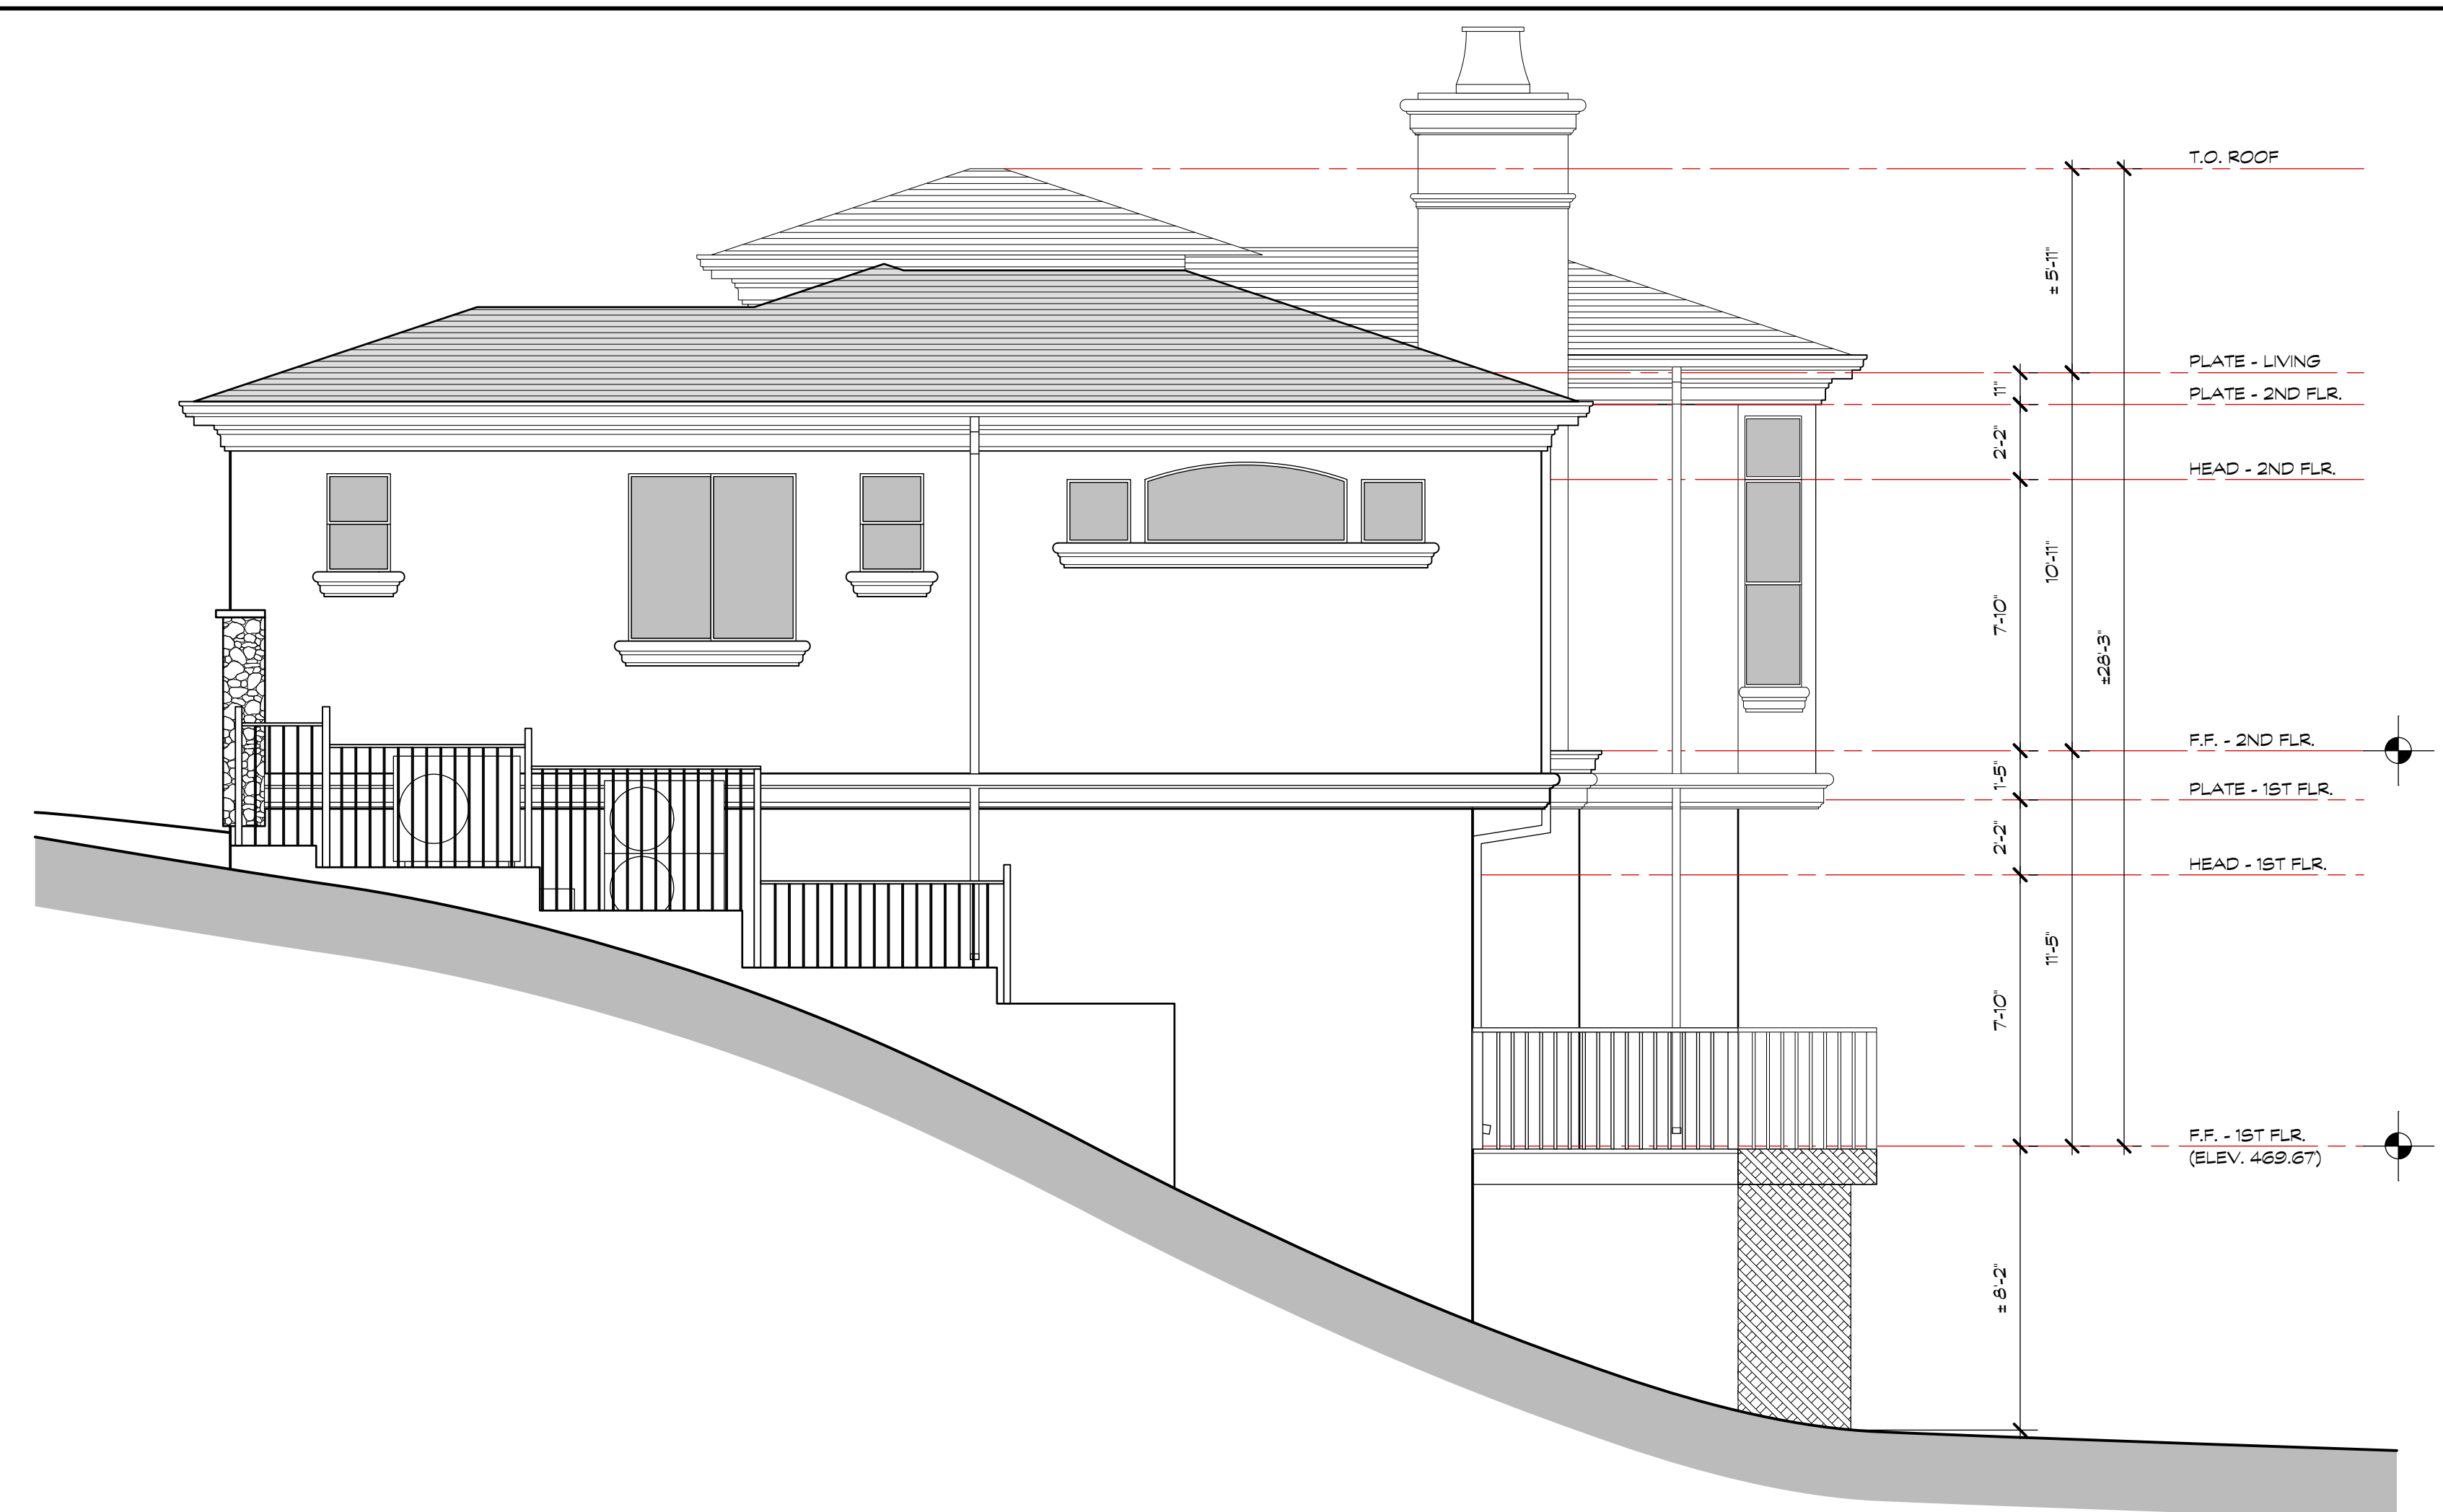 T.O. ROOF
± 5'-11"
PLATE - LIVING
11"
PLATE - 2ND FLR.
2'-2"
HEAD - 2ND FLR.
10'-11"
7'-10"
±28'-3"
F.F. - 2ND FLR.
1'-5"
PLATE - 1ST FLR.
2'-2"
HEAD - 1ST FLR.
11'-5"
7'-10"
F.F. - 1ST FLR.
(ELEV. 469.67')
± 8'-2"